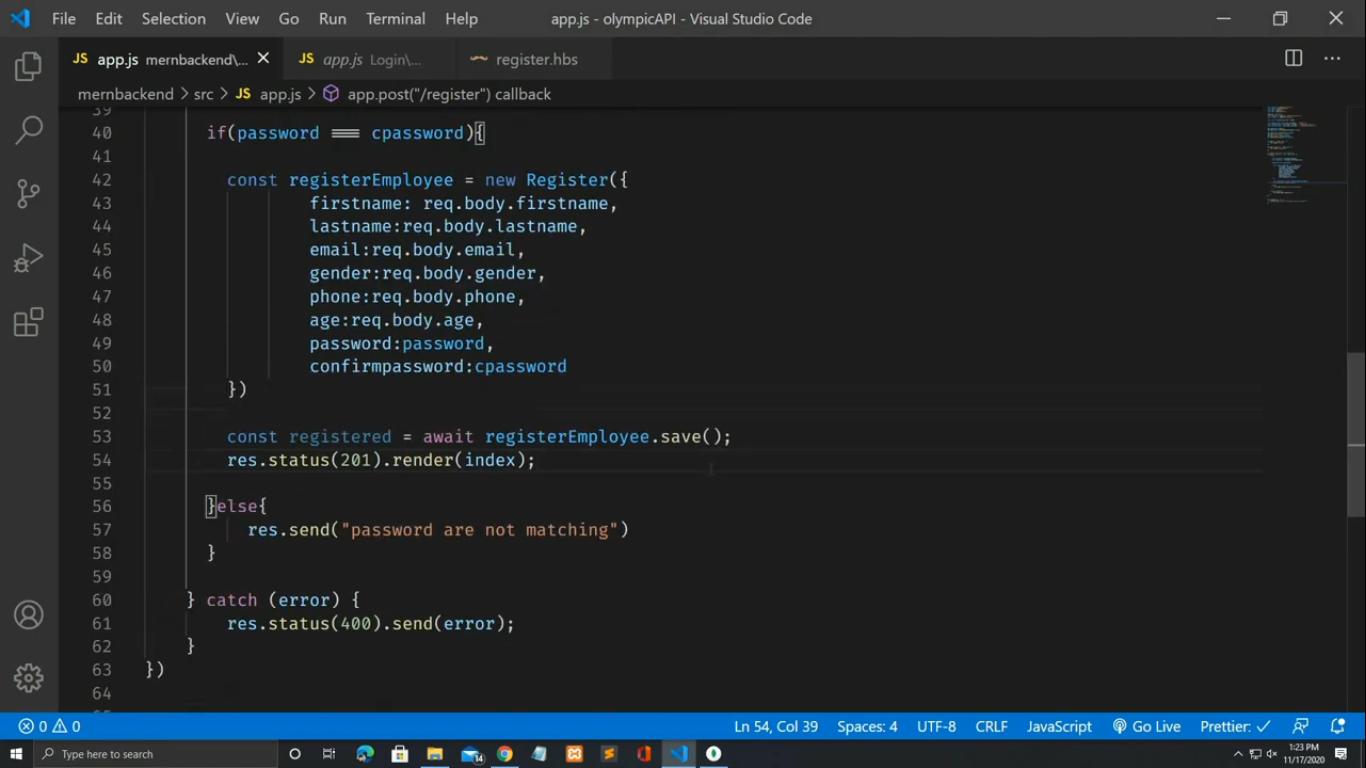 File Edit Selection View Go Run Terminal Help app.js - olympicAPI - Visual Studio Code
JS app.js mernbackend\... JS app.js Login\... register.hbs
mernbackend > src > JS app.js > app.post("/register") callback
39
40 if(password === cpassword){
41
42 const registerEmployee = new Register({
43 firstname: req.body.firstname,
44 lastname:req.body.lastname,
45 email:req.body.email,
46 gender:req.body.gender,
47 phone:req.body.phone,
48 age:req.body.age,
49 password:password,
50 confirmpassword:cpassword
51 })
52
53 const registered = await registerEmployee.save();
54 res.status(201).render(index);
55
56 }else{
57 res.send("password are not matching")
58 }
59
60 } catch (error) {
61 res.status(400).send(error);
62 }
63 })
64
0 0 Ln 54, Col 39 Spaces: 4 UTF-8 CRLF JavaScript Go Live Prettier: ✓
Type here to search 14 1:23 PM
11/17/2020